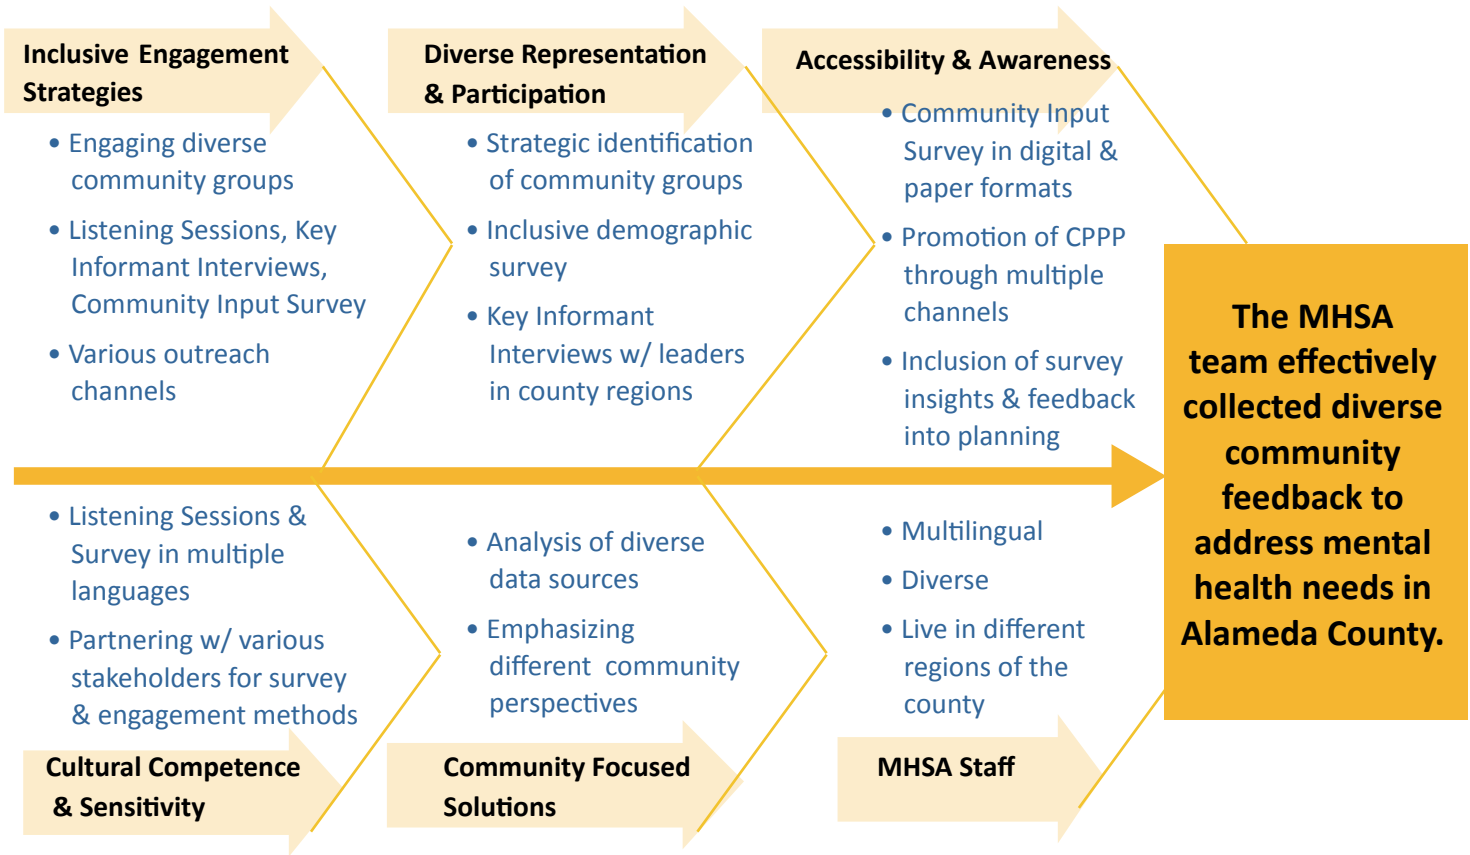 Inclusive Engagement
Strategies
• Engaging diverse
community groups
• Listening Sessions, Key
Informant Interviews,
Community Input Survey
• Various outreach
channels
Diverse Representation
& Participation
• Strategic identification
of community groups
• Inclusive demographic
survey
• Key Informant
Interviews w/ leaders
in county regions
Accessibility & Awareness
• Community Input
Survey in digital &
paper formats
• Promotion of CPPP
through multiple
channels
• Inclusion of survey
insights & feedback
into planning
• Listening Sessions &
Survey in multiple
languages
• Partnering w/ various
stakeholders for survey
& engagement methods
Cultural Competence
& Sensitivity
• Analysis of diverse
data sources
• Emphasizing
different community
perspectives
Community Focused
Solutions
• Multilingual
• Diverse
• Live in different
regions of the
county
MHSA Staff
The MHSA
team effectively
collected diverse
community
feedback to
address mental
health needs in
Alameda County.